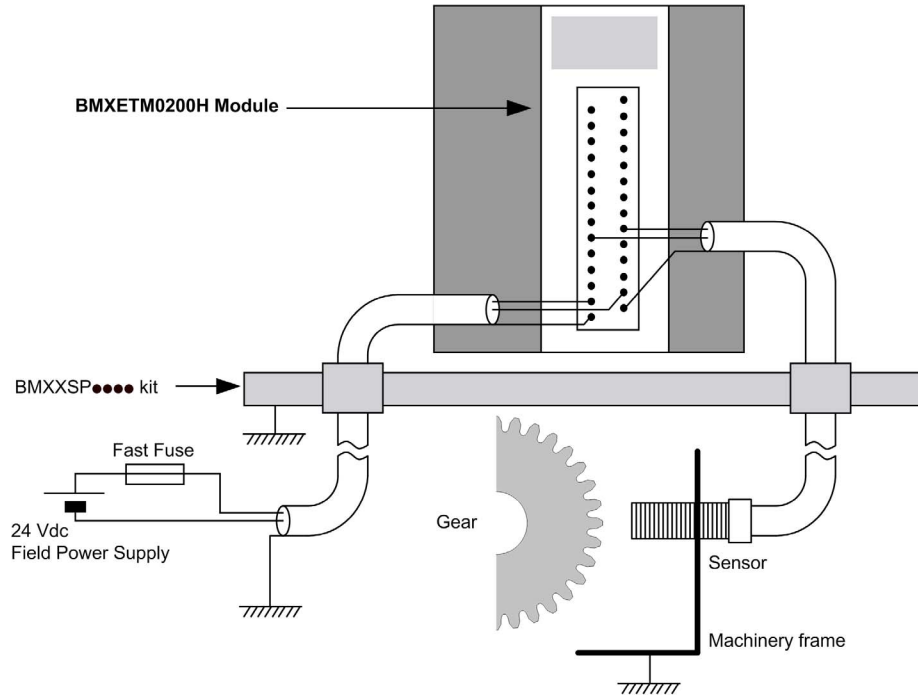 BMXETM0200H Module
BMXXSP●●●● kit
Fast Fuse
24 Vdc
Field Power Supply
Gear
Sensor
Machinery frame